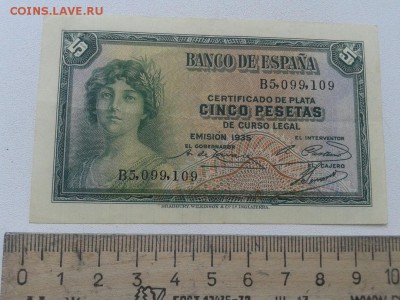 COINS.LAVE.RU
5 5
BANCO DE ESPAÑA
B5,099,109
CERTIFICADO DE PLATA
CINCO PESETAS
DE CURSO LEGAL
EMISION 1935
EL INTERVENTOR
EL GOBERNADOR
EL CAJERO
B5,099,109
0 1 2 3 4 5 6 7 8 9 10